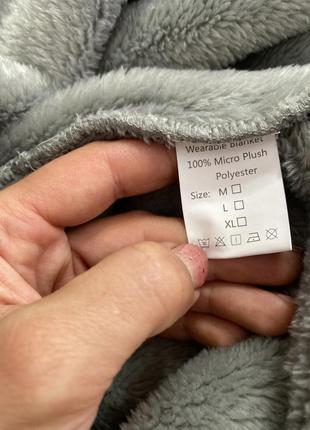 Wearable Blanket
100% Micro Plush
Polyester
Size: M☐
L ☐
XL☐